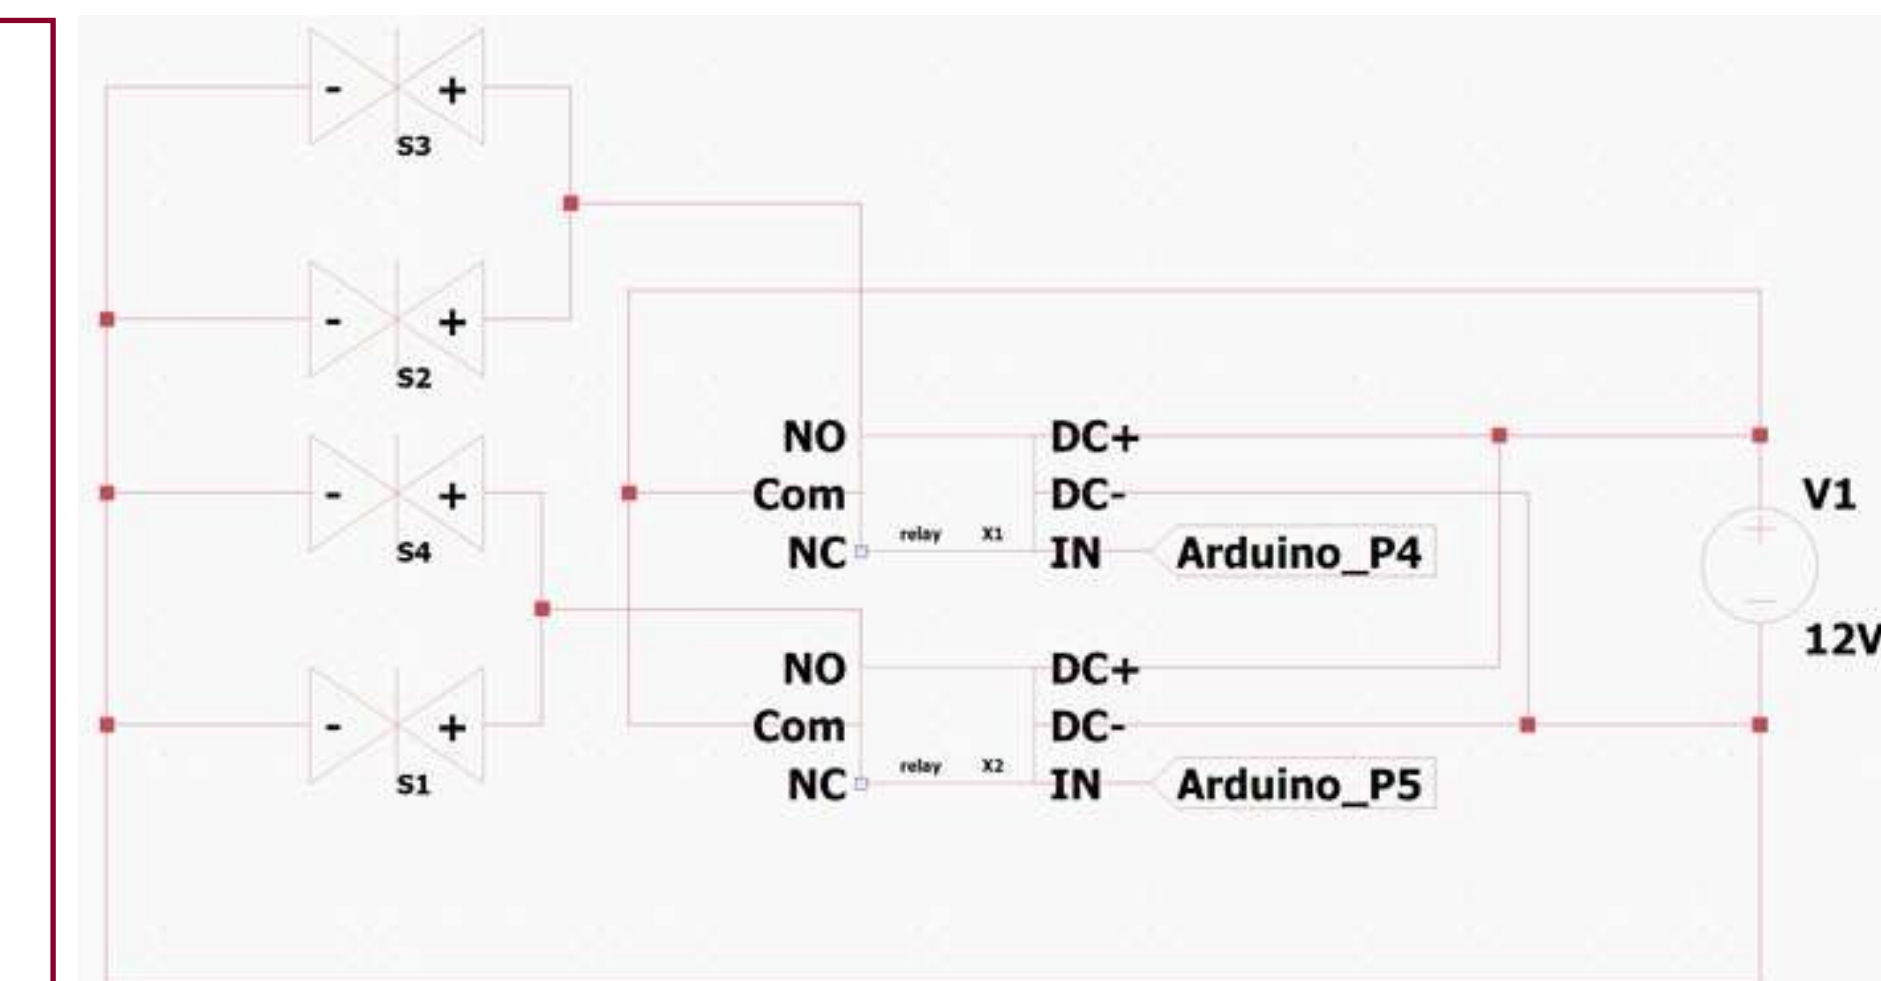 - +
S3
- +
S2
- +
S4
- +
S1
NO DC+
Com DC-
NC relay X1 IN Arduino_P4
NO DC+
Com DC-
NC relay X2 IN Arduino_P5
V1
+
-
12V